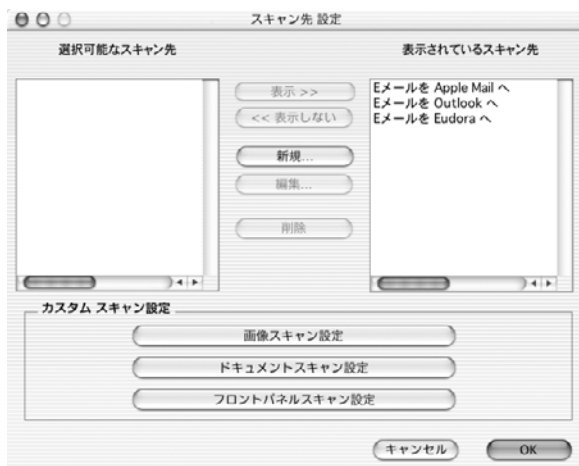 スキャン先 設定
選択可能なスキャン先
表示されているスキャン先
表示 >>
<< 表示しない
新規...
編集...
削除
Eメールを Apple Mail へ
Eメールを Outlook へ
Eメールを Eudora へ
カスタム スキャン設定
画像スキャン設定
ドキュメントスキャン設定
フロントパネルスキャン設定
キャンセル
OK